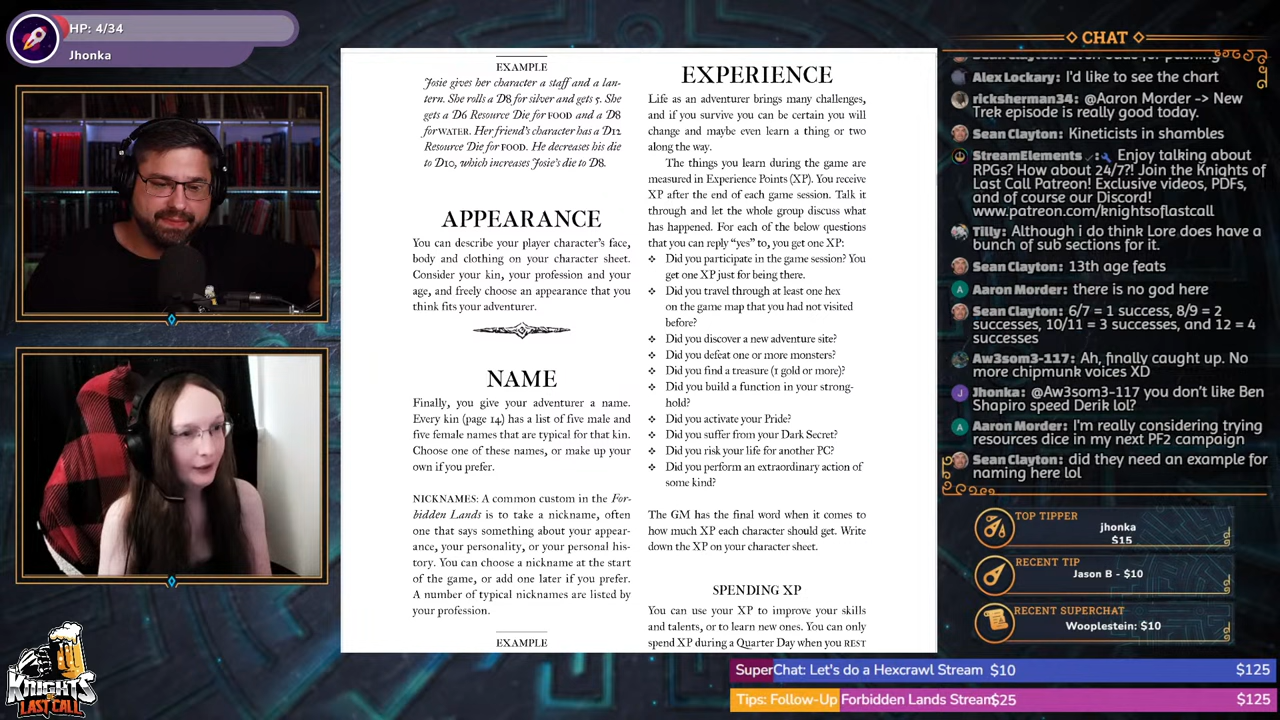 HP: 4/34
Jhonka
EXAMPLE
Josie gives her character a staff and a lan-
tern. She rolls a D8 for silver and gets 5. She
gets a D6 Resource Die for FOOD and a D8
for WATER. Her friend's character has a D12
Resource Die for FOOD. He decreases his die
to D10, which increases Josie's die to D8.
APPEARANCE
You can describe your player character's face,
body and clothing on your character sheet.
Consider your kin, your profession and your
age, and freely choose an appearance that you
think fits your adventurer.
NAME
Finally, you give your adventurer a name.
Every kin (page 14) has a list of five male and
five female names that are typical for that kin.
Choose one of these names, or make up your
own if you prefer.
NICKNAMES: A common custom in the For-
bidden Lands is to take a nickname, often
one that says something about your appear-
ance, your personality, or your personal his-
tory. You can choose a nickname at the start
of the game, or add one later if you prefer.
A number of typical nicknames are listed by
your profession.
EXAMPLE
EXPERIENCE
Life as an adventurer brings many challenges,
and if you survive you can be certain you will
change and maybe even learn a thing or two
along the way.
The things you learn during the game are
measured in Experience Points (XP). You receive
XP after the end of each game session. Talk it
through and let the whole group discuss what
has happened. For each of the below questions
that you can reply "yes" to, you get one XP:
❖ Did you participate in the game session? You
get one XP just for being there.
❖ Did you travel through at least one hex
on the game map that you had not visited
before?
❖ Did you discover a new adventure site?
❖ Did you defeat one or more monsters?
❖ Did you find a treasure (1 gold or more)?
❖ Did you build a function in your strong-
hold?
❖ Did you activate your Pride?
❖ Did you suffer from your Dark Secret?
❖ Did you risk your life for another PC?
❖ Did you perform an extraordinary action of
some kind?
The GM has the final word when it comes to
how much XP each character should get. Write
down the XP on your character sheet.
SPENDING XP
You can use your XP to improve your skills
and talents, or to learn new ones. You can only
spend XP during a Quarter Day when you REST
CHAT
Alex Lockary: I'd like to see the chart
ricksherman34: @Aaron Morder -> New
Trek episode is really good today.
Sean Clayton: Kineticists in shambles
StreamElements: Enjoy talking about
RPGs? How about 24/7?! Join the Knights
of Last Call Patreon! Exclusive videos, PDFs,
and of course our Discord!
www.patreon.com/knightsoflastcall
Tilly: Although i do think Lore does have a
bunch of sub sections for it.
Sean Clayton: 13th age feats
Aaron Morder: there is no god here
Sean Clayton: 6/7 = 1 success, 8/9 = 2
successes, 10/11 = 3 successes, and 12 = 4
successes
Aw3som3-117: Ah, finally caught up. No
more chipmunk voices XD
Jhonka: @Aw3som3-117 you don't like Ben
Shapiro speed Derik lol?
Aaron Morder: I'm really considering trying
resources dice in my next PF2 campaign
Sean Clayton: did they need an example for
naming here lol
TOP TIPPER
jhonka
$15
RECENT TIP
Jason B - $10
RECENT SUPERCHAT
Wooplestein: $10
SuperChat: Let's do a Hexcrawl Stream $10 $125
Tips: Follow-Up Forbidden Lands Stream $25 $125
KNIGHTS
OF
LAST CALL